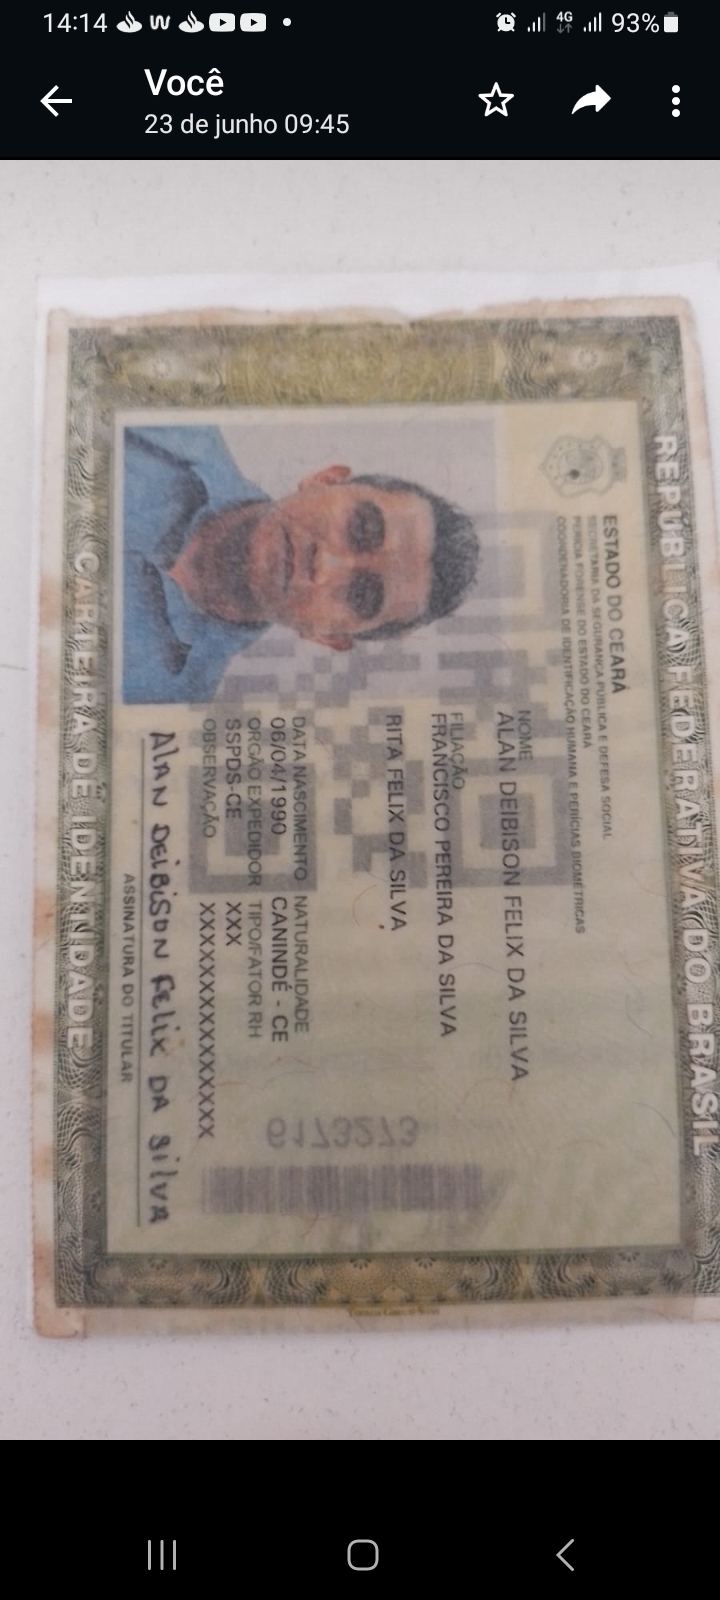 14:14
4G
93%
Você
23 de junho 09:45
REPÚBLICA FEDERATIVA DO BRASIL
ESTADO DO CEARÁ
SECRETARIA DA SEGURANÇA PÚBLICA E DEFESA SOCIAL
PERÍCIA FORENSE DO ESTADO DO CEARÁ
COORDENADORIA DE IDENTIFICAÇÃO HUMANA E PERÍCIAS BIOMÉTRICAS
NOME
ALAN DEIBISON FELIX DA SILVA
FILIAÇÃO
FRANCISCO PEREIRA DA SILVA
RITA FELIX DA SILVA
DATA NASCIMENTO NATURALIDADE
06/04/1990 CANINDÉ - CE
ORGÃO EXPEDIDOR TIPO/FATOR RH
SSPDS-CE XXX
OBSERVAÇÃO XXXXXXXXXXXXXXXXX
6173273
ALAN DEIBISON FELIX DA SILVA
ASSINATURA DO TITULAR
CARTEIRA DE IDENTIDADE